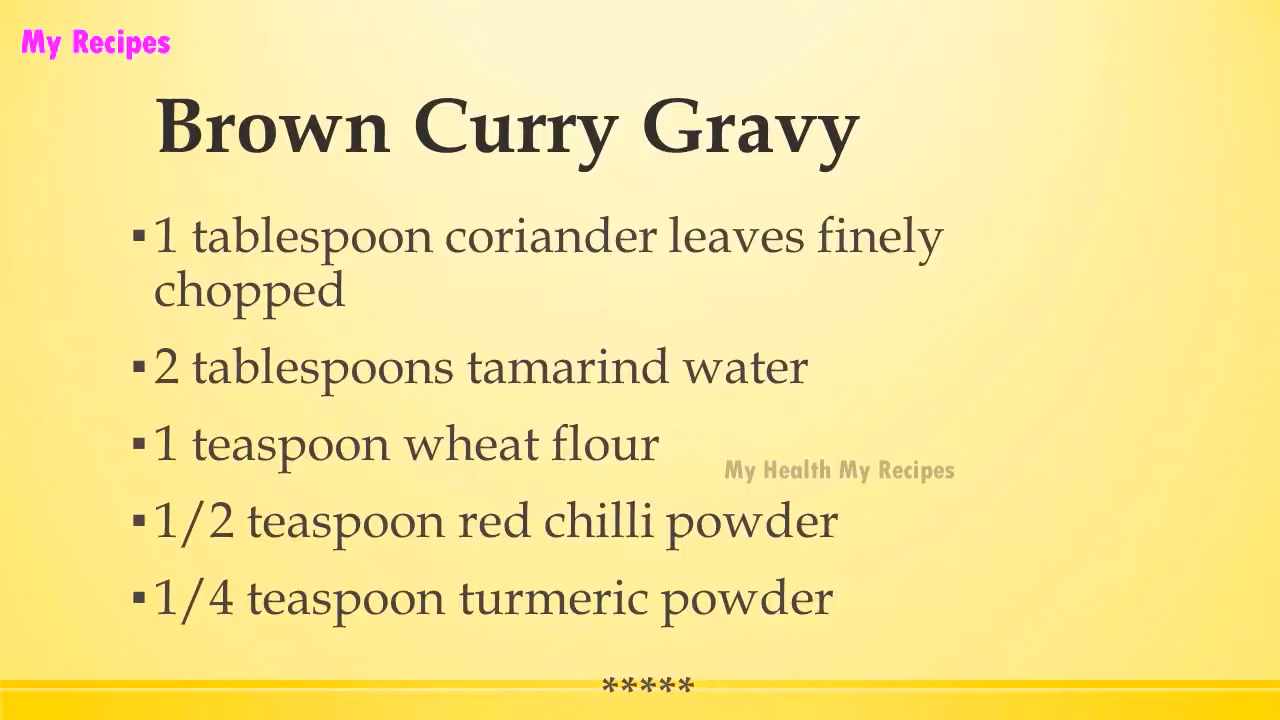 My Recipes
Brown Curry Gravy
▪1 tablespoon coriander leaves finely
chopped
▪2 tablespoons tamarind water
▪1 teaspoon wheat flour
My Health My Recipes
▪1/2 teaspoon red chilli powder
▪1/4 teaspoon turmeric powder
*****